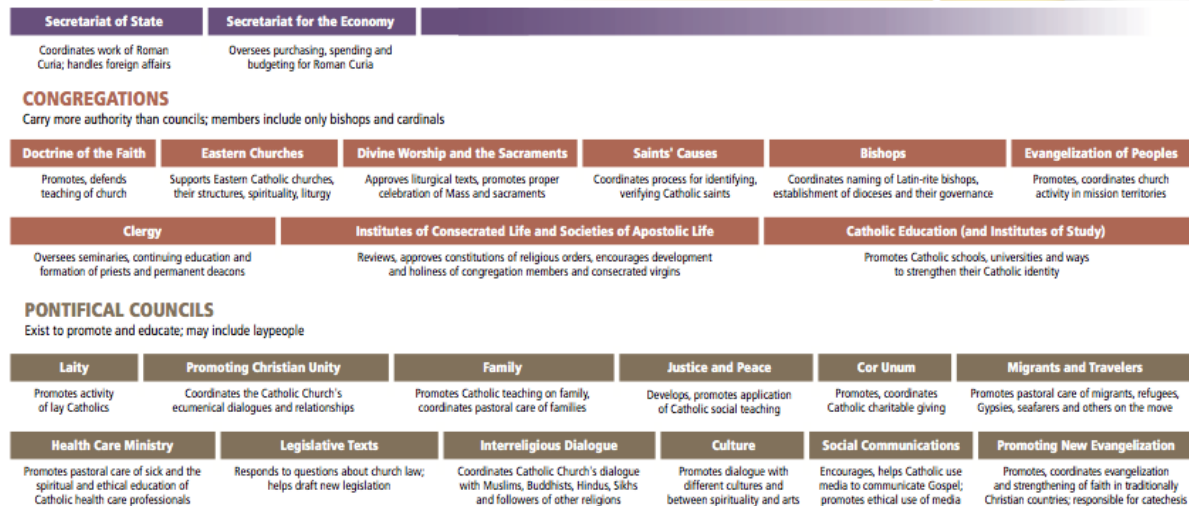 Secretariat of State
Secretariat for the Economy
Coordinates work of Roman
Curia; handles foreign affairs
Oversees purchasing, spending and
budgeting for Roman Curia
CONGREGATIONS
Carry more authority than councils; members include only bishops and cardinals
Doctrine of the Faith
Promotes, defends
teaching of church
Eastern Churches
Supports Eastern Catholic churches,
their structures, spirituality, liturgy
Divine Worship and the Sacraments
Approves liturgical texts, promotes proper
celebration of Mass and sacraments
Saints' Causes
Coordinates process for identifying,
verifying Catholic saints
Bishops
Coordinates naming of Latin-rite bishops,
establishment of dioceses and their governance
Evangelization of Peoples
Promotes, coordinates church
activity in mission territories
Clergy
Oversees seminaries, continuing education and
formation of priests and permanent deacons
Institutes of Consecrated Life and Societies of Apostolic Life
Reviews, approves constitutions of religious orders, encourages development
and holiness of congregation members and consecrated virgins
Catholic Education (and Institutes of Study)
Promotes Catholic schools, universities and ways
to strengthen their Catholic identity
PONTIFICAL COUNCILS
Exist to promote and educate; may include laypeople
Laity
Promotes activity
of lay Catholics
Promoting Christian Unity
Coordinates the Catholic Church's
ecumenical dialogues and relationships
Family
Promotes Catholic teaching on family,
coordinates pastoral care of families
Justice and Peace
Develops, promotes application
of Catholic social teaching
Cor Unum
Promotes, coordinates
Catholic charitable giving
Migrants and Travelers
Promotes pastoral care of migrants, refugees,
Gypsies, seafarers and others on the move
Health Care Ministry
Promotes pastoral care of sick and the
spiritual and ethical education of
Catholic health care professionals
Legislative Texts
Responds to questions about church law;
helps draft new legislation
Interreligious Dialogue
Coordinates Catholic Church's dialogue
with Muslims, Buddhists, Hindus, Sikhs
and followers of other religions
Culture
Promotes dialogue with
different cultures and
between spirituality and arts
Social Communications
Encourages, helps Catholic use
media to communicate Gospel;
promotes ethical use of media
Promoting New Evangelization
Promotes, coordinates evangelization
and strengthening of faith in traditionally
Christian countries; responsible for catechesis